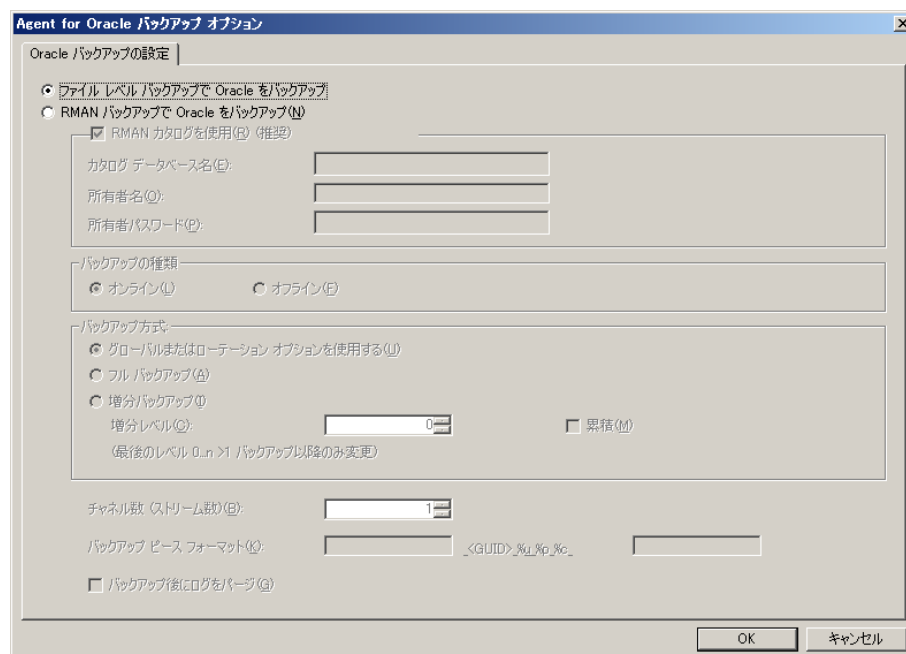 Agent for Oracle バックアップ オプション
Oracle バックアップの設定
ファイル レベル バックアップで Oracle をバックアップ
RMAN バックアップで Oracle をバックアップ(N)
RMAN カタログを使用(R) (推奨)
カタログ データベース名(E):
所有者名(O):
所有者パスワード(P):
バックアップの種類
オンライン(L) オフライン(F)
バックアップ方式:
グローバルまたはローテーション オプションを使用する(U)
フル バックアップ(A)
増分バックアップ(I)
増分レベル(C): 0 累積(M)
(最後のレベル 0..n >1 バックアップ以降のみ変更)
チャネル数 (ストリーム数)(B): 1
バックアップ ピース フォーマット(K): _<GUID>_%u_%p_%c_
バックアップ後にログをパージ(G)
OK キャンセル